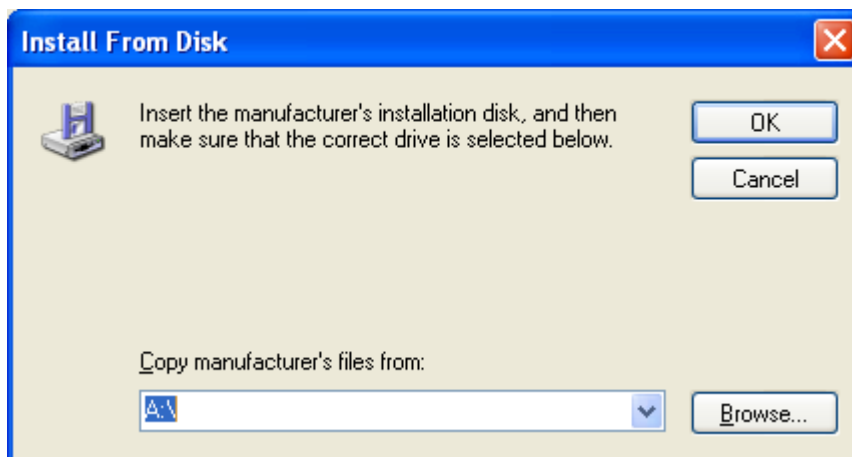 Install From Disk
Insert the manufacturer's installation disk, and then
make sure that the correct drive is selected below.
OK
Cancel
Copy manufacturer's files from:
A:\
Browse...